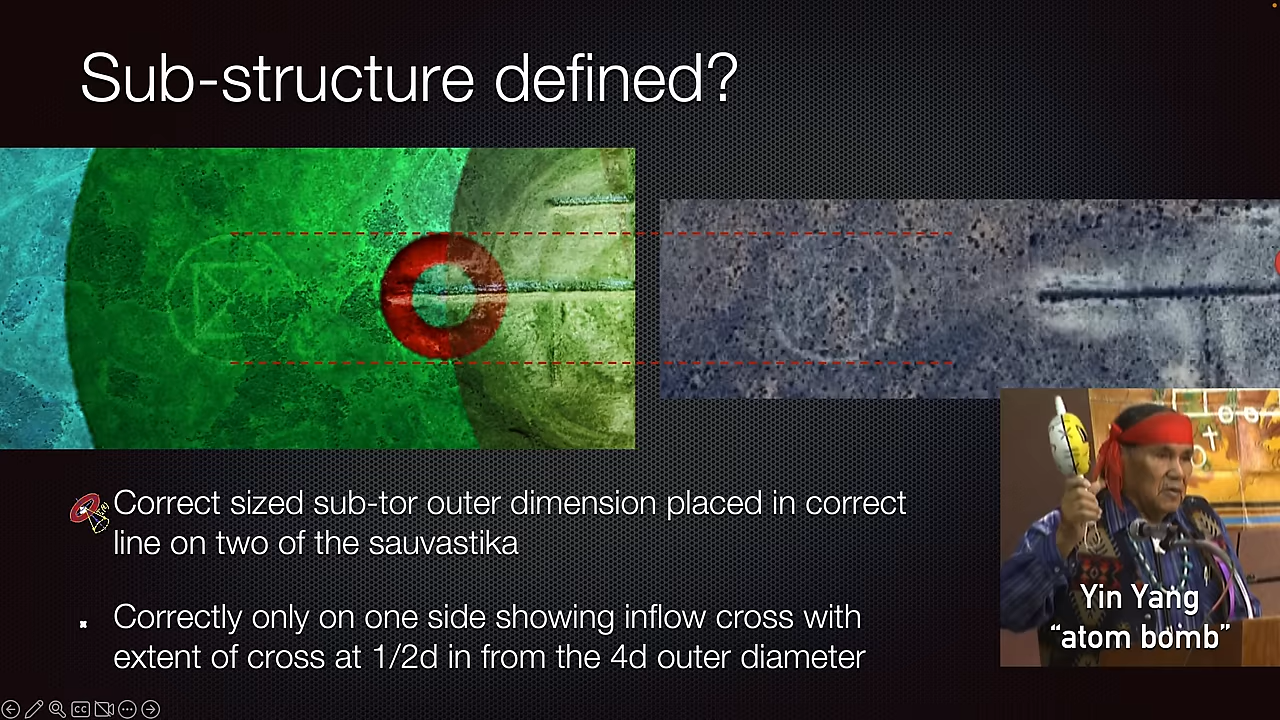 Sub-structure defined?
Correct sized sub-tor outer dimension placed in correct
line on two of the sauvastika
Correctly only on one side showing inflow cross with
extent of cross at 1/2d in from the 4d outer diameter
Yin Yang
“atom bomb”
CC